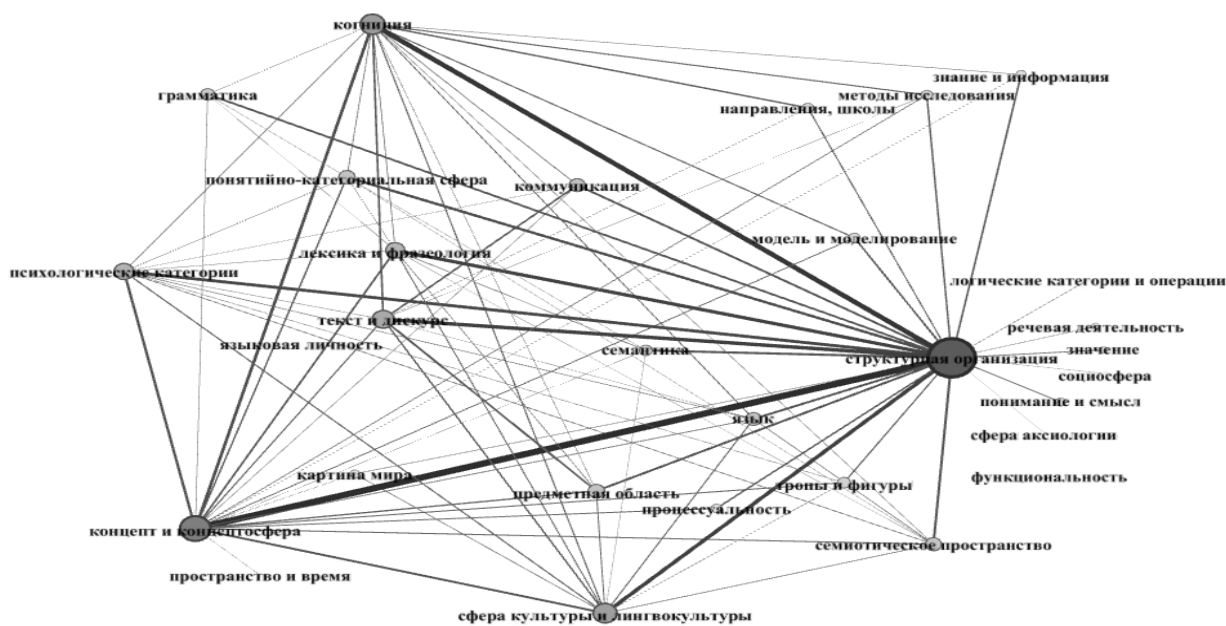 когниция
знание и информация
грамматика
методы исследования
направления, школы
понятийно-категориальная сфера
коммуникация
модель и моделирование
лексика и фразеология
психологические категории
логические категории и операции
текст и дискурс
речевая деятельность
языковая личность
семантика
значение
структурная организация
социосфера
понимание и смысл
язык
сфера аксиологии
картина мира
функциональность
тропы и фигуры
предметная область
процессуальность
концепт и концептосфера
семиотическое пространство
пространство и время
сфера культуры и лингвокультуры